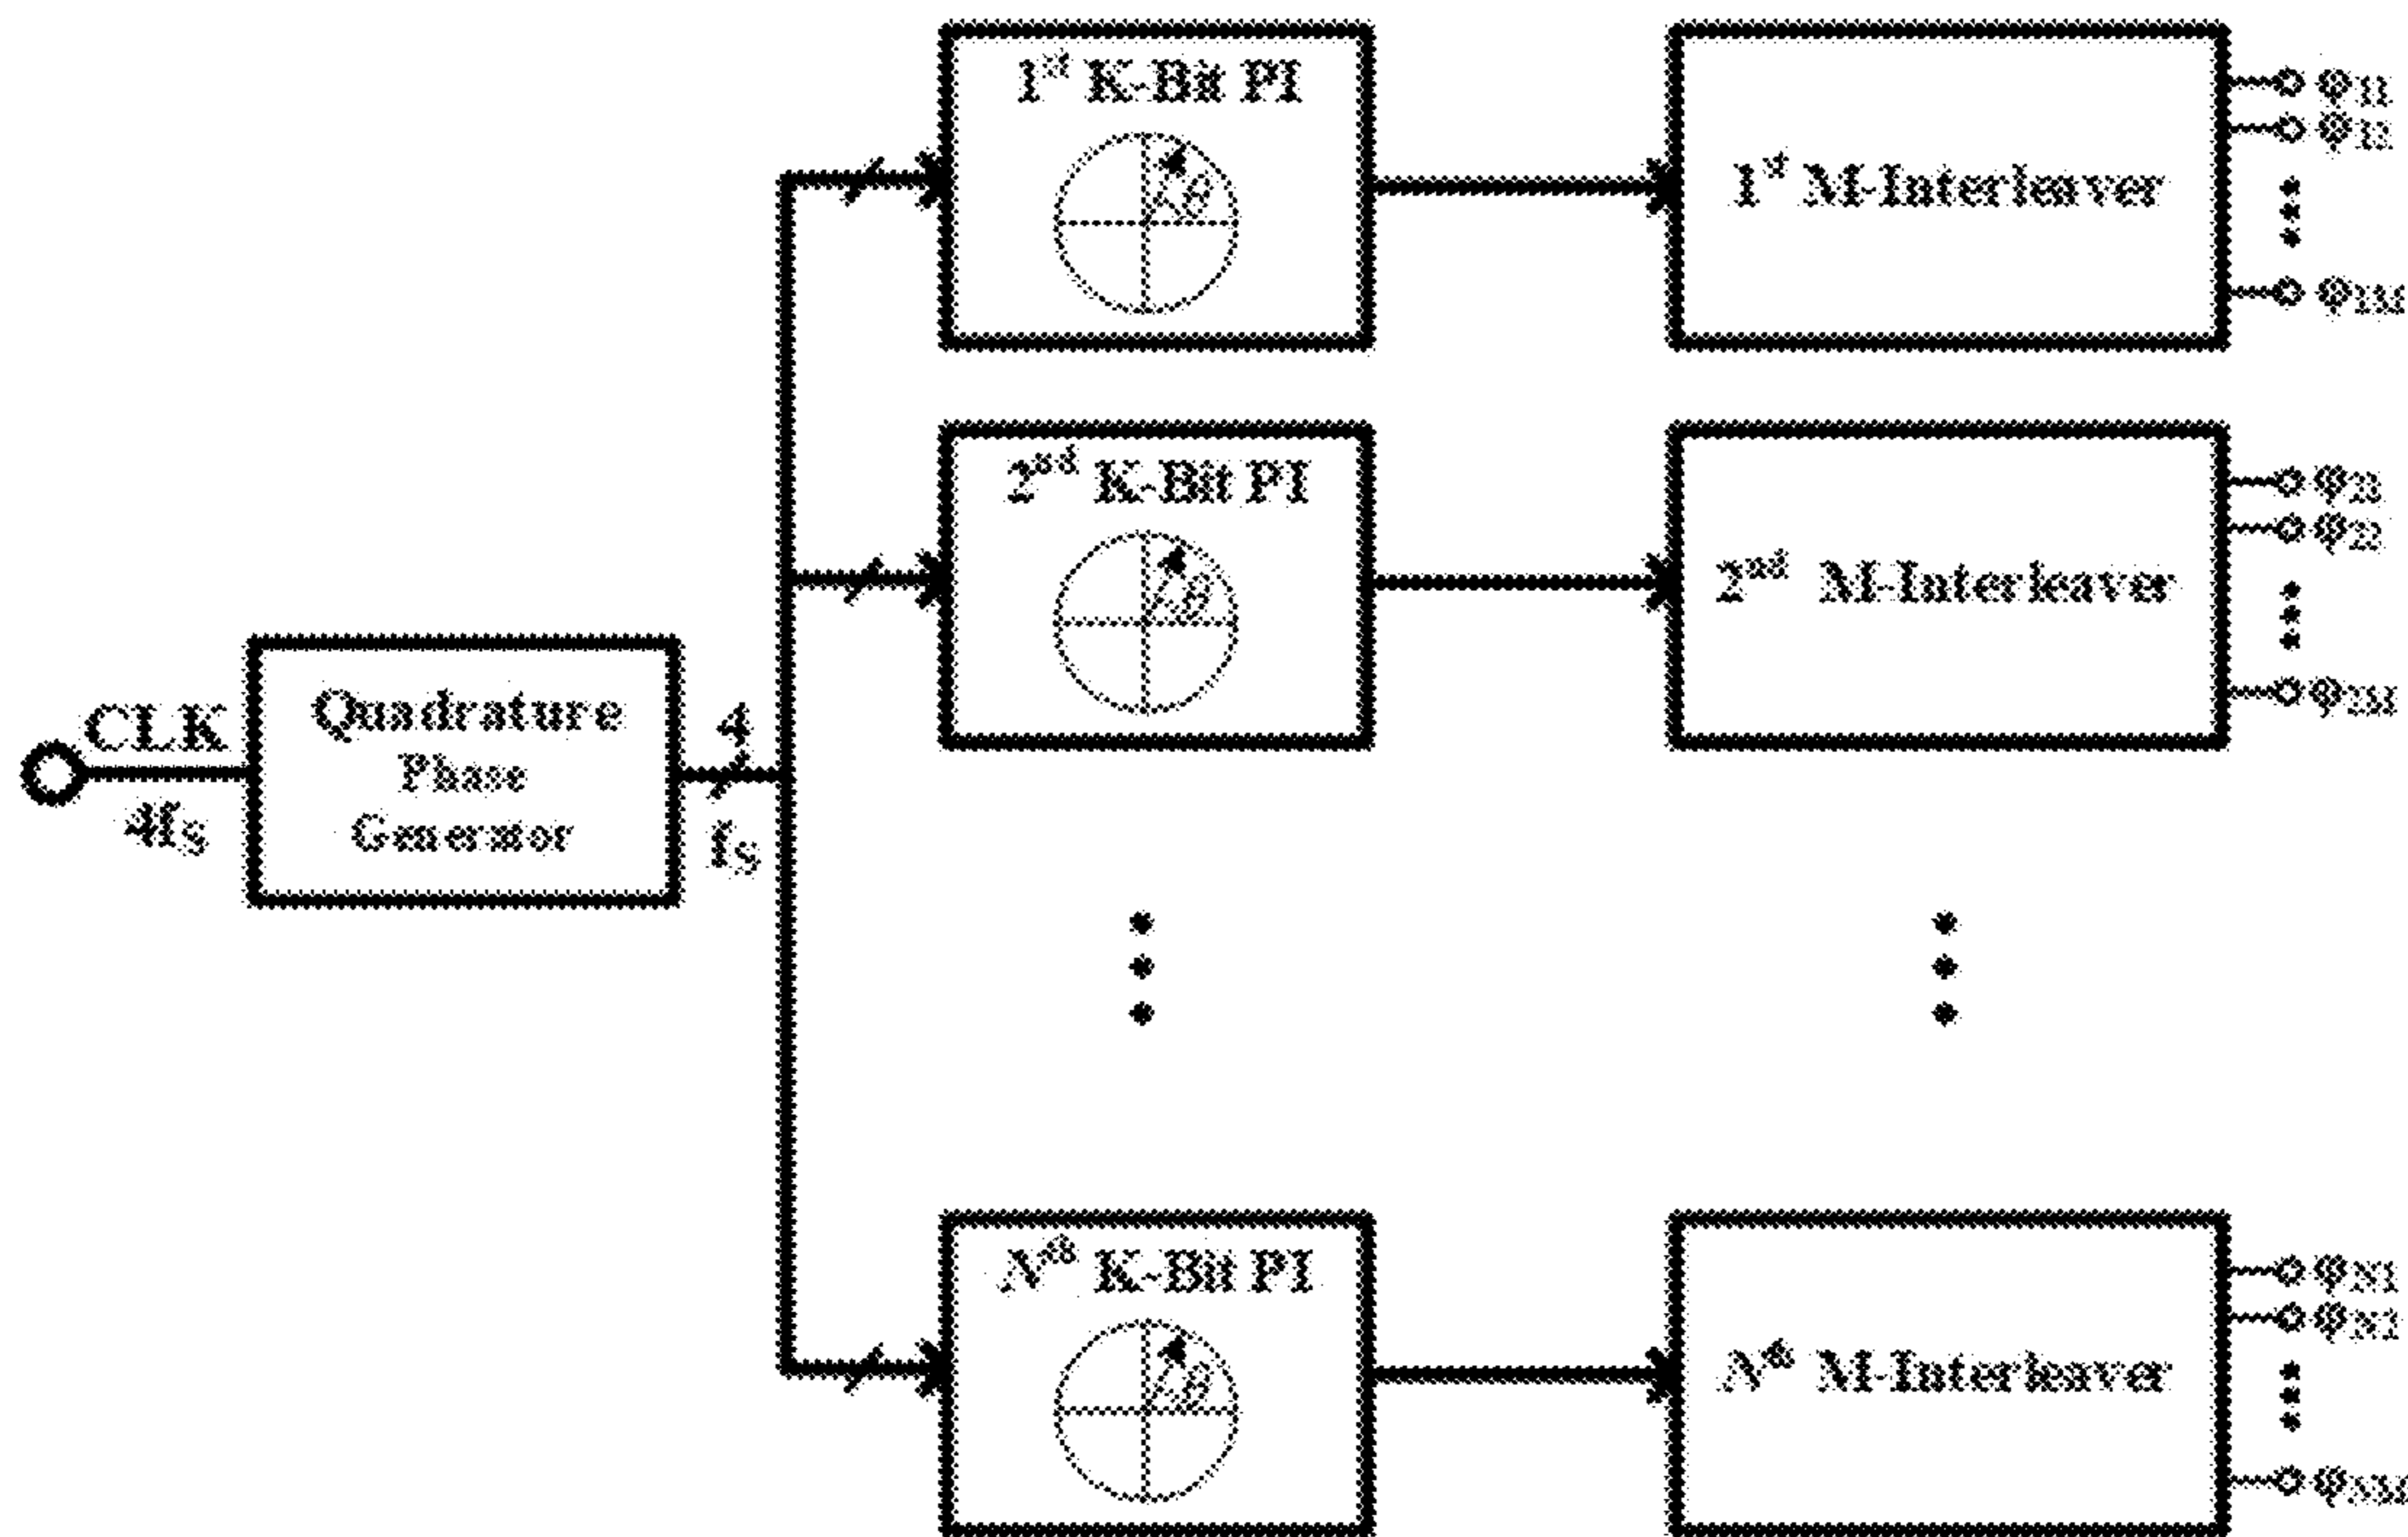 1st K-Bit PI
φ11
φ12
1st M-Interleaver
φ1M
2nd K-Bit PI
φ21
φ22
2nd M-Interleaver
φ2M
CLK
4fS
Quadrature
Phase
Generator
4
fS
Nth K-Bit PI
φN1
φN2
Nth M-Interleaver
φNM